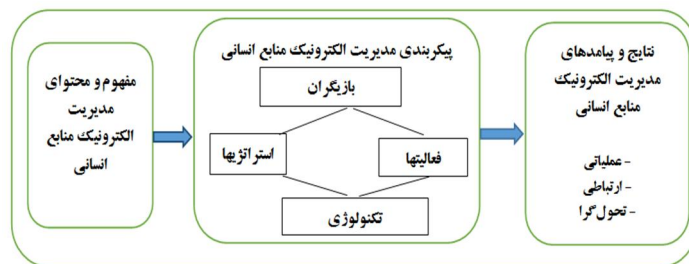 مفهوم و محتوای
مدیریت
الکترونیک منابع
انسانی
پیکربندی مدیریت الکترونیک منابع انسانی
بازیگران
استراتژیها
فعالیتها
تکنولوژی
نتایج و پیامدهای
مدیریت الکترونیک
منابع انسانی
- عملیاتی
- ارتباطی
- تحول‌گرا